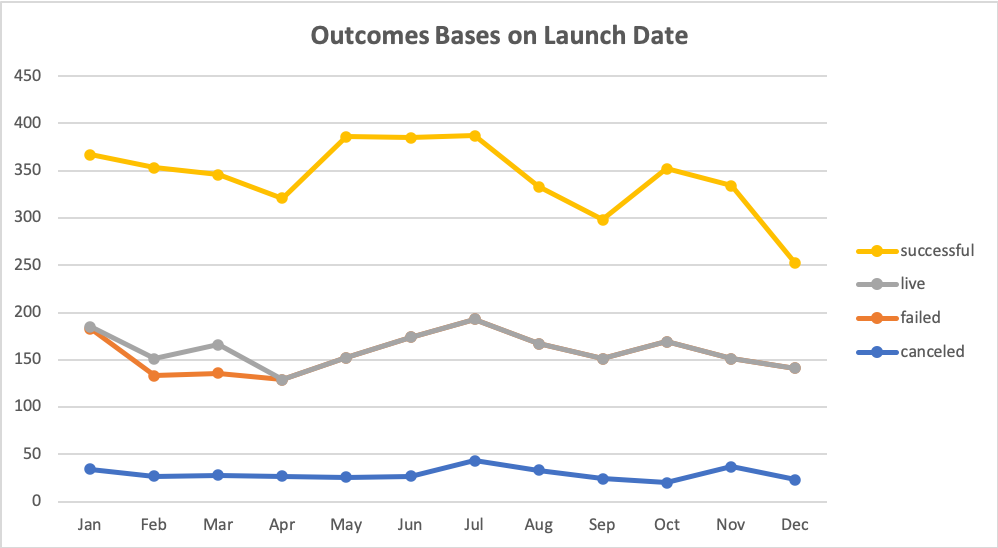 Outcomes Bases on Launch Date
450
400
350
300
250
200
150
100
50
0
Jan Feb Mar Apr May Jun Jul Aug Sep Oct Nov Dec
successful
live
failed
canceled